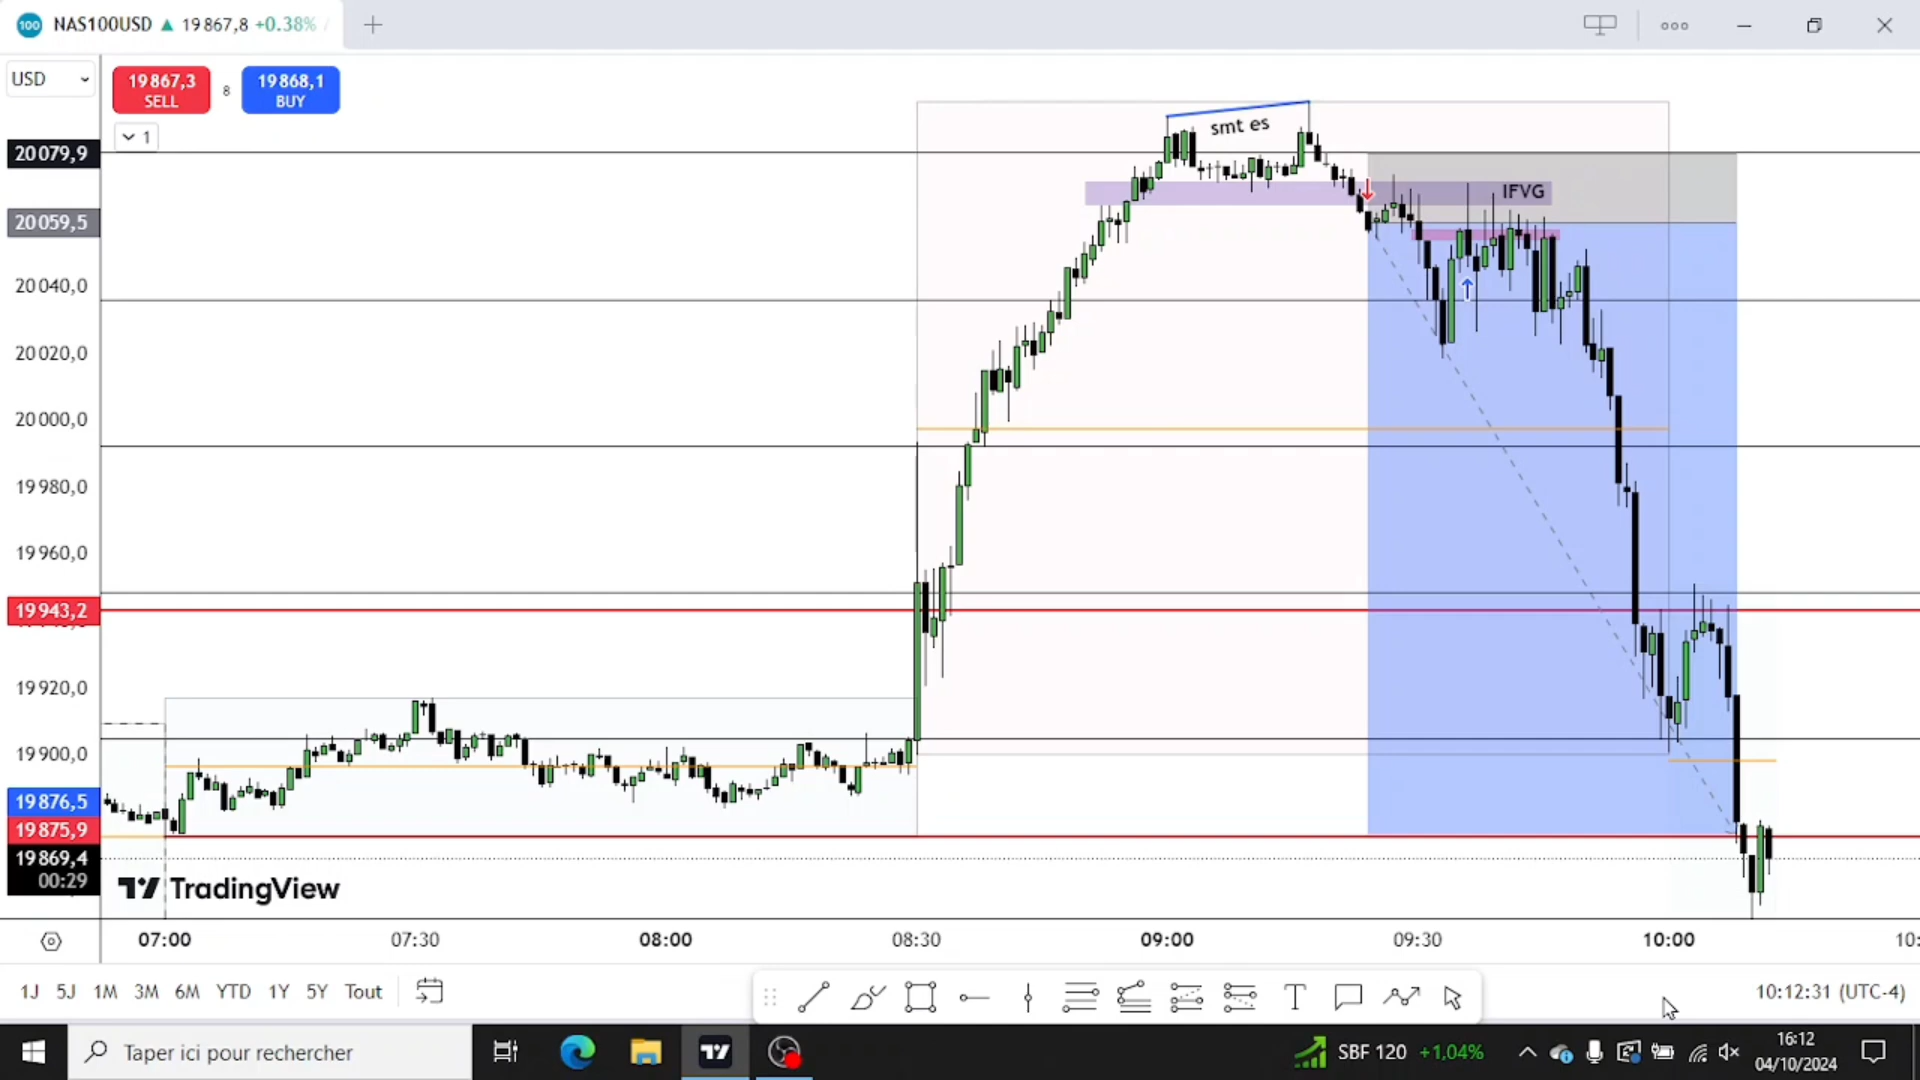 NAS100USD ▲ 19 867,8 +0.38% /
USD
19 867,3
SELL
8
19 868,1
BUY
1
smt es
IFVG
20 079,9
20 059,5
20 040,0
20 020,0
20 000,0
19 980,0
19 960,0
19 943,2
19 920,0
19 900,0
19 876,5
19 875,9
19 869,4
00:29
TradingView
07:00 07:30 08:00 08:30 09:00 09:30 10:00 10:
1J 5J 1M 3M 6M YTD 1Y 5Y Tout
10:12:31 (UTC-4)
Taper ici pour rechercher
SBF 120 +1,04%
16:12
04/10/2024